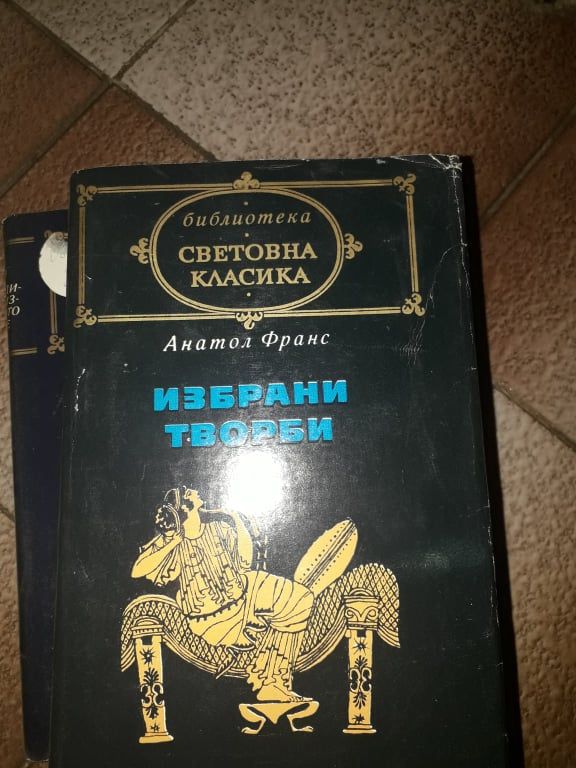 библиотека
СВЕТОВНА
КЛАСИКА
Анатол Франс
ИЗБРАНИ
ТВОРБИ